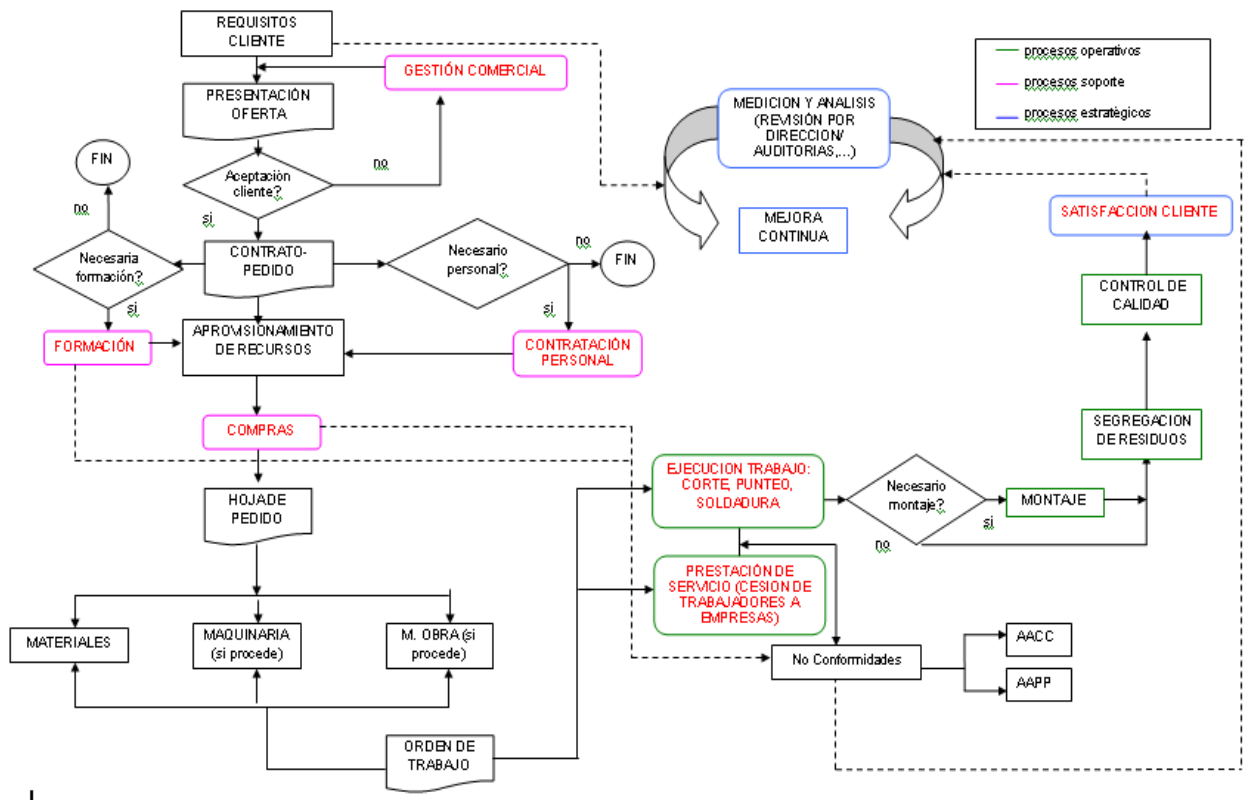 REQUISITOS
CLIENTE
GESTIÓN COMERCIAL
PRESENTACIÓN
OFERTA
no
Aceptación
cliente?
si
FIN
no
Necesaria
formación?
si
CONTRATO-
PEDIDO
Necesario
personal?
no
FIN
si
FORMACIÓN
APROVISIONAMIENTO
DE RECURSOS
CONTRATACIÓN
PERSONAL
COMPRAS
HOJA DE
PEDIDO
MATERIALES
MAQUINARIA
(si procede)
M. OBRA (si
procede)
ORDEN DE
TRABAJO
procesos operativos
procesos soporte
procesos estratégicos
MEDICION Y ANALISIS
(REVISIÓN POR
DIRECCION/
AUDITORIAS,...)
MEJORA
CONTINUA
SATISFACCION CLIENTE
CONTROL DE
CALIDAD
SEGREGACION
DE RESIDUOS
EJECUCION TRABAJO:
CORTE, PUNTEO,
SOLDADURA
Necesario
montaje?
si
no
MONTAJE
PRESTACIÓN DE
SERVICIO (CESION DE
TRABAJADORES A
EMPRESAS)
No Conformidades
AACC
AAPP